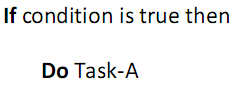 If condition is true then
Do Task-A